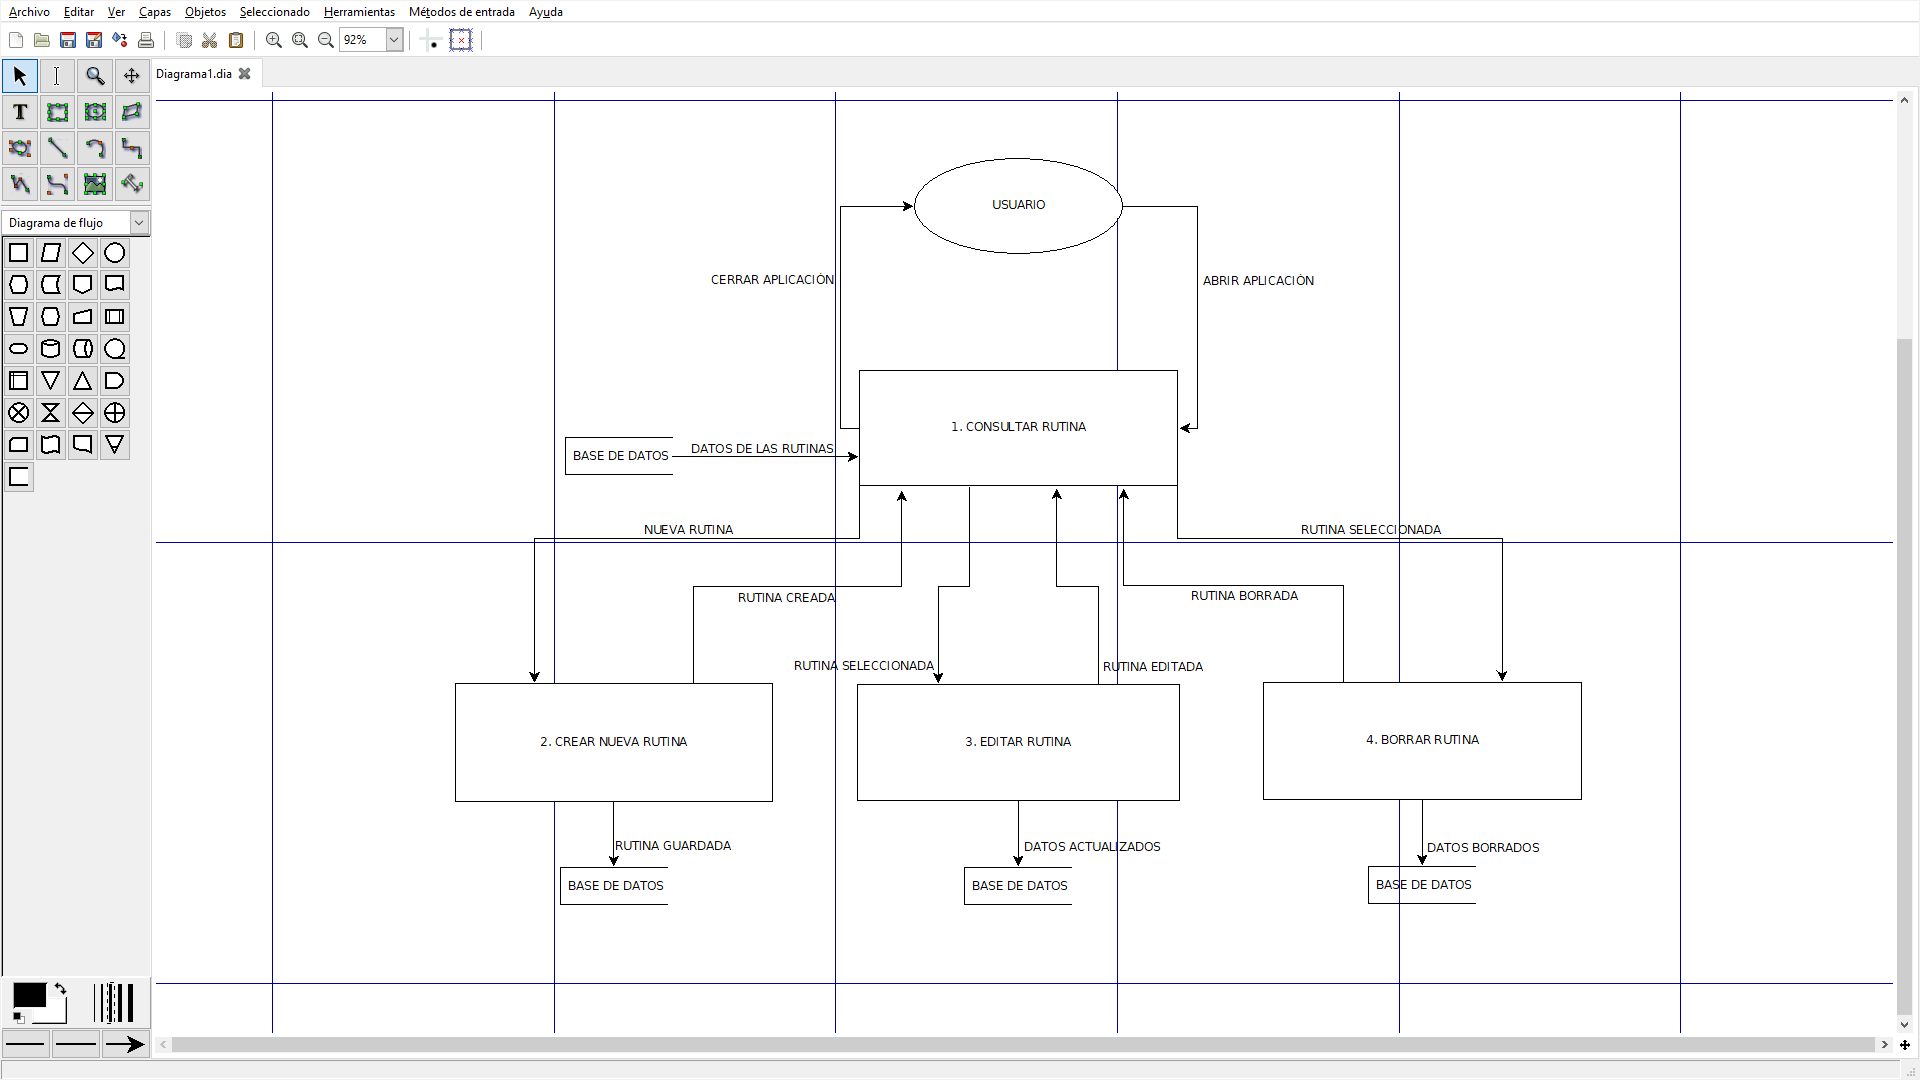 Archivo Editar Ver Capas Objetos Seleccionado Herramientas Métodos de entrada Ayuda
92%
Diagrama1.dia
T
Diagrama de flujo
USUARIO
CERRAR APLICACIÓN
ABRIR APLICACIÓN
1. CONSULTAR RUTINA
BASE DE DATOS
DATOS DE LAS RUTINAS
NUEVA RUTINA
RUTINA SELECCIONADA
RUTINA CREADA
RUTINA BORRADA
RUTINA SELECCIONADA
RUTINA EDITADA
2. CREAR NUEVA RUTINA
3. EDITAR RUTINA
4. BORRAR RUTINA
RUTINA GUARDADA
DATOS ACTUALIZADOS
DATOS BORRADOS
BASE DE DATOS
BASE DE DATOS
BASE DE DATOS